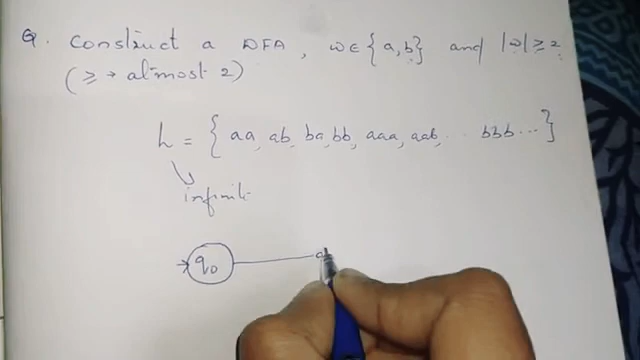 Q. Construct a DFA, w∈{a,b} and |w|≥2
(≥ → almost 2)
L = {aa, ab, ba, bb, aaa, aab, .. bbb...}
infinite
q0 a